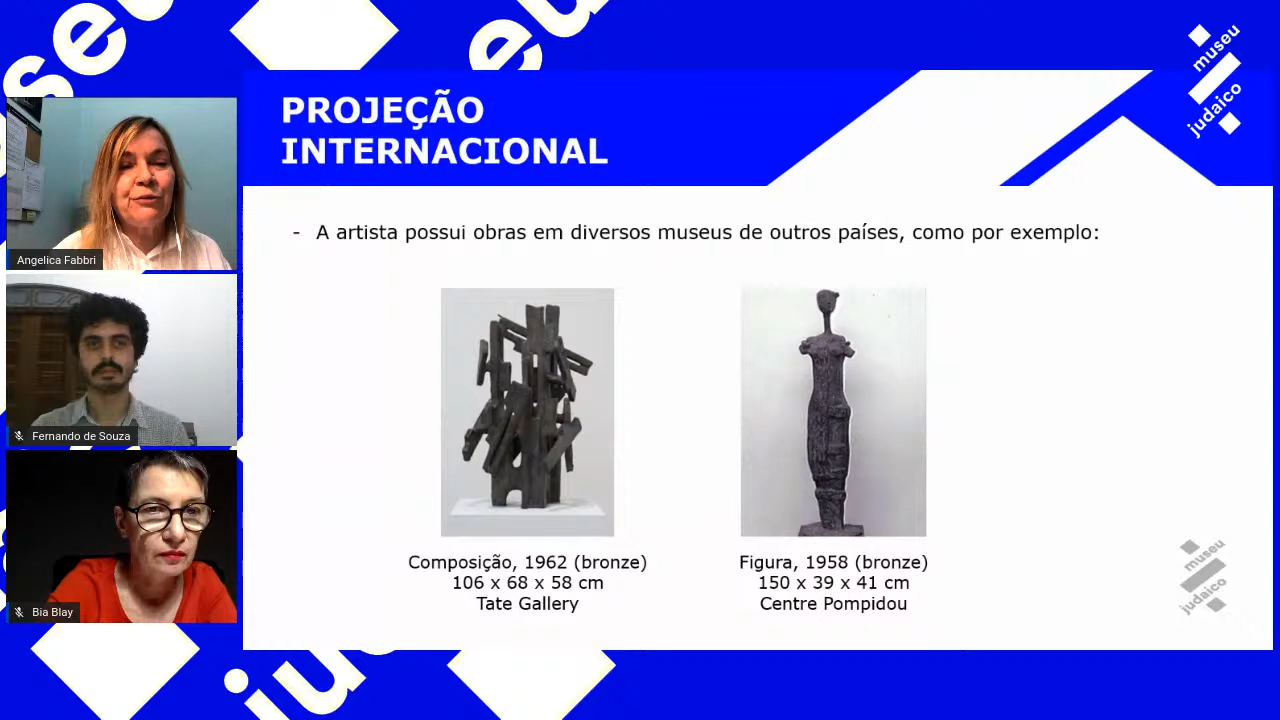 museu
judaico
PROJEÇÃO
INTERNACIONAL
- A artista possui obras em diversos museus de outros países, como por exemplo:
Angelica Fabbri
Fernando de Souza
Bia Blay
Composição, 1962 (bronze)
106 x 68 x 58 cm
Tate Gallery
Figura, 1958 (bronze)
150 x 39 x 41 cm
Centre Pompidou
museu
judaico